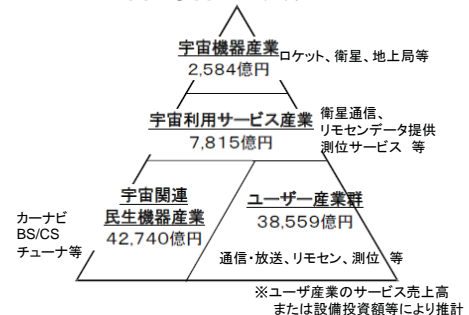 宇宙機器産業
2,584億円
ロケット、衛星、地上局等
宇宙利用サービス産業
7,815億円
衛星通信、
リモセンデータ提供
測位サービス 等
宇宙関連
民生機器産業
42,740億円
カーナビ
BS/CS
チューナ等
ユーザー産業群
38,559億円
通信・放送、リモセン、測位 等
※ユーザ産業のサービス売上高
または設備投資額等により推計